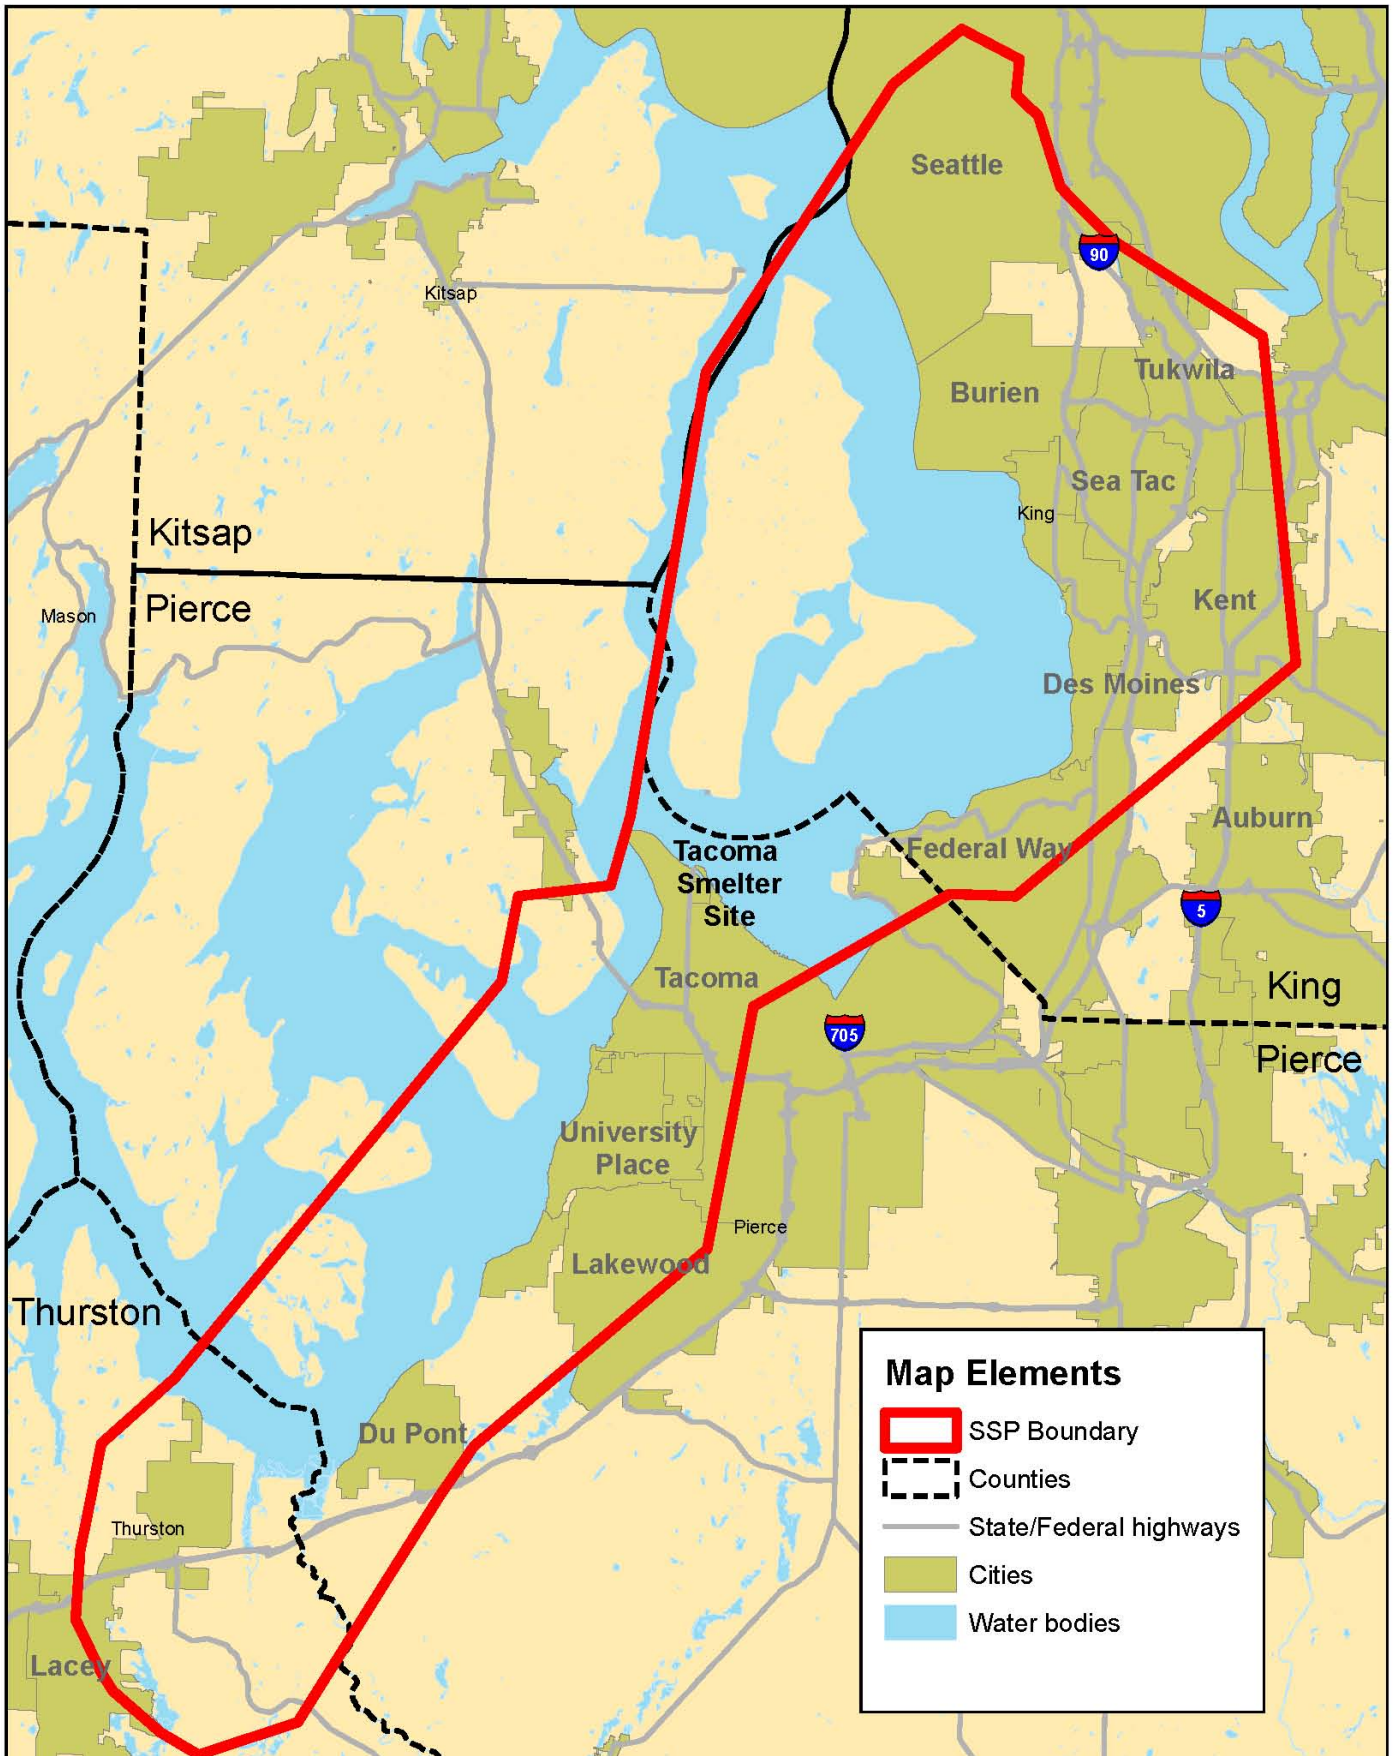 Seattle
90
Kitsap
Tukwila
Burien
Sea Tac
King
Kitsap
Kent
Pierce
Mason
Des Moines
Auburn
Federal Way
Tacoma
Smelter
Site
5
Tacoma
King
705
Pierce
University
Place
Pierce
Lakewood
Thurston
Map Elements
Du Pont
SSP Boundary
Counties
Thurston
State/Federal highways
Cities
Water bodies
Lacey